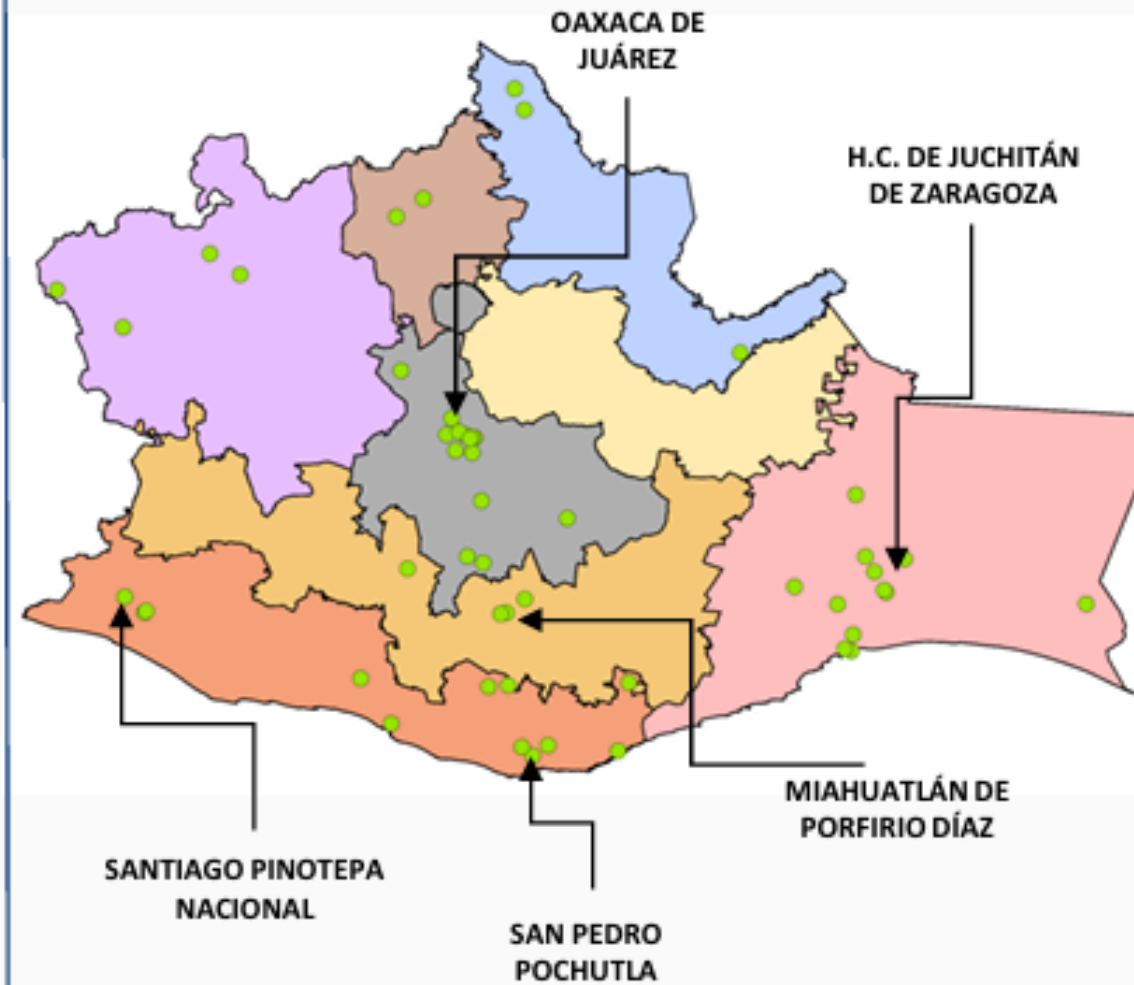 OAXACA DE
JUÁREZ
H.C. DE JUCHITÁN
DE ZARAGOZA
MIAHUATLÁN DE
PORFIRIO DÍAZ
SANTIAGO PINOTEPA
NACIONAL
SAN PEDRO
POCHUTLA